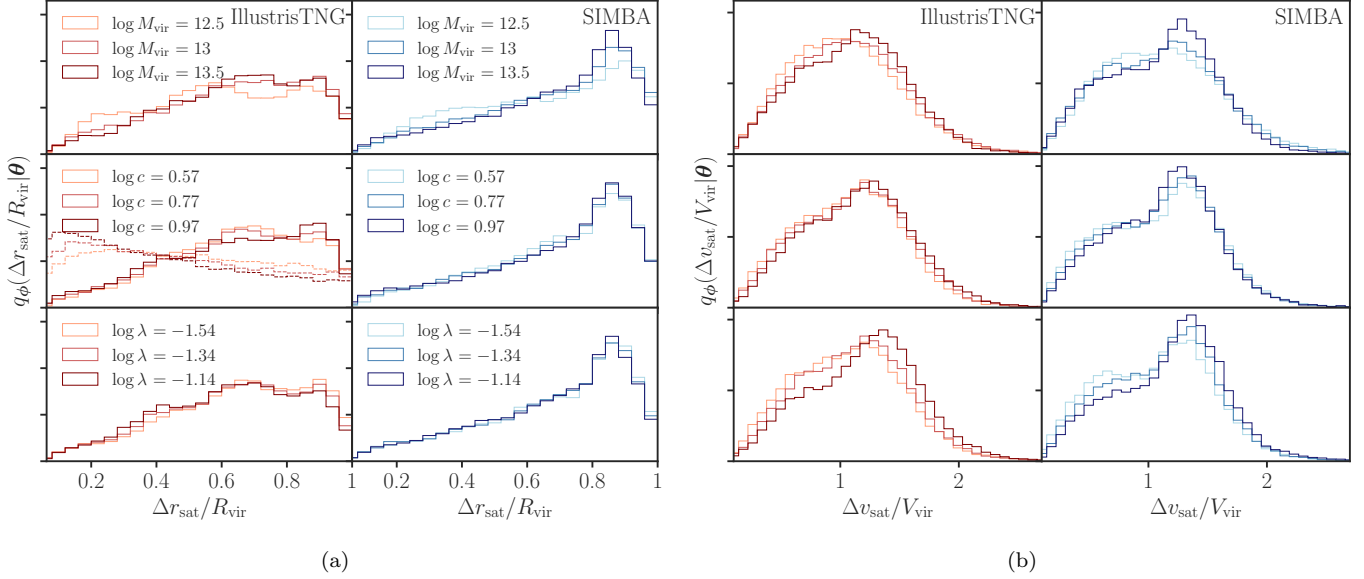 IllustrisTNG
log M_vir = 12.5
log M_vir = 13
log M_vir = 13.5
SIMBA
log M_vir = 12.5
log M_vir = 13
log M_vir = 13.5
q_ϕ(Δr_sat/R_vir|θ)
log c = 0.57
log c = 0.77
log c = 0.97
log c = 0.57
log c = 0.77
log c = 0.97
log λ = −1.54
log λ = −1.34
log λ = −1.14
log λ = −1.54
log λ = −1.34
log λ = −1.14
0.2 0.4 0.6 0.8 1 0.2 0.4 0.6 0.8 1
Δr_sat/R_vir Δr_sat/R_vir
(a)
IllustrisTNG
SIMBA
q_ϕ(Δv_sat/V_vir|θ)
1 2 1 2
Δv_sat/V_vir Δv_sat/V_vir
(b)